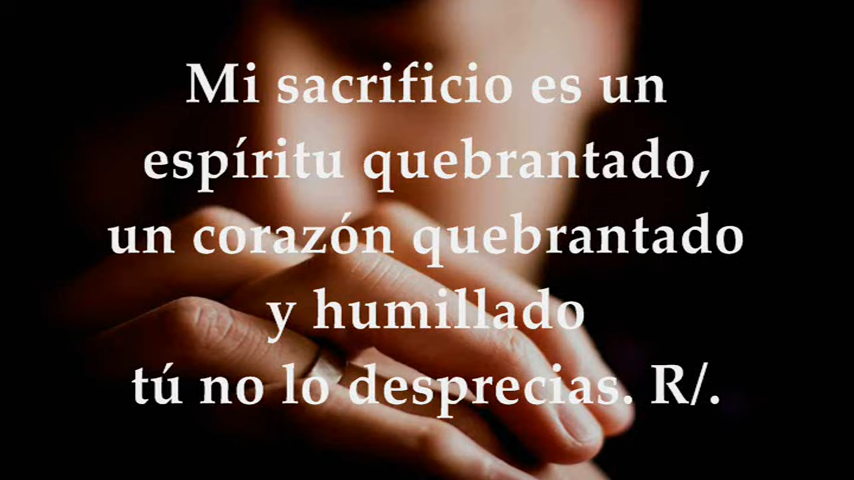 Mi sacrificio es un
espíritu quebrantado,
un corazón quebrantado
y humillado
tú no lo desprecias. R/.